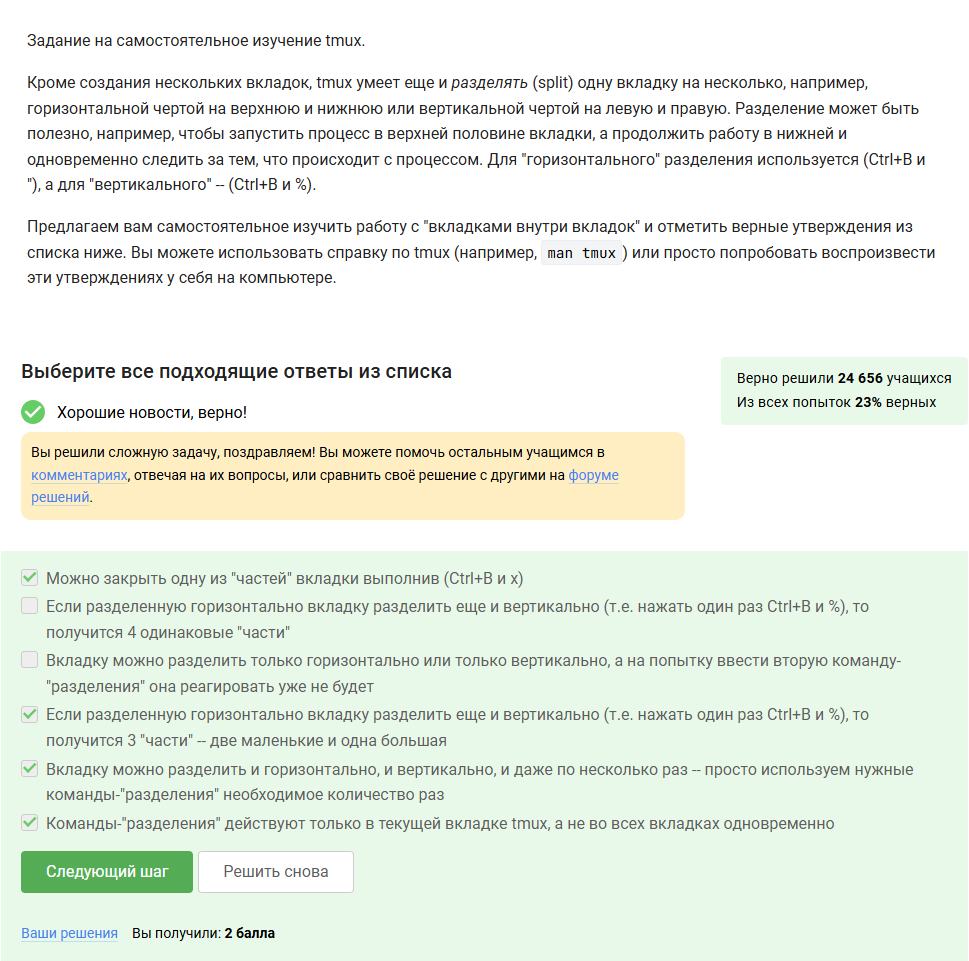 Задание на самостоятельное изучение tmux.
Кроме создания нескольких вкладок, tmux умеет еще и разделять (split) одну вкладку на несколько, например,
горизонтальной чертой на верхнюю и нижнюю или вертикальной чертой на левую и правую. Разделение может быть
полезно, например, чтобы запустить процесс в верхней половине вкладки, а продолжить работу в нижней и
одновременно следить за тем, что происходит с процессом. Для "горизонтального" разделения используется (Ctrl+B и
"), а для "вертикального" -- (Ctrl+B и %).
Предлагаем вам самостоятельное изучить работу с "вкладками внутри вкладок" и отметить верные утверждения из
списка ниже. Вы можете использовать справку по tmux (например, man tmux ) или просто попробовать воспроизвести
эти утверждениях у себя на компьютере.
Выберите все подходящие ответы из списка
Верно решили 24 656 учащихся
Из всех попыток 23% верных
Хорошие новости, верно!
Вы решили сложную задачу, поздравляем! Вы можете помочь остальным учащимся в
комментариях, отвечая на их вопросы, или сравнить своё решение с другими на форуме
решений.
Можно закрыть одну из "частей" вкладки выполнив (Ctrl+B и x)
Если разделенную горизонтально вкладку разделить еще и вертикально (т.е. нажать один раз Ctrl+B и %), то
получится 4 одинаковые "части"
Вкладку можно разделить только горизонтально или только вертикально, а на попытку ввести вторую команду-
"разделения" она реагировать уже не будет
Если разделенную горизонтально вкладку разделить еще и вертикально (т.е. нажать один раз Ctrl+B и %), то
получится 3 "части" -- две маленькие и одна большая
Вкладку можно разделить и горизонтально, и вертикально, и даже по несколько раз -- просто используем нужные
команды-"разделения" необходимое количество раз
Команды-"разделения" действуют только в текущей вкладке tmux, а не во всех вкладках одновременно
Следующий шаг
Решить снова
Ваши решения Вы получили: 2 балла